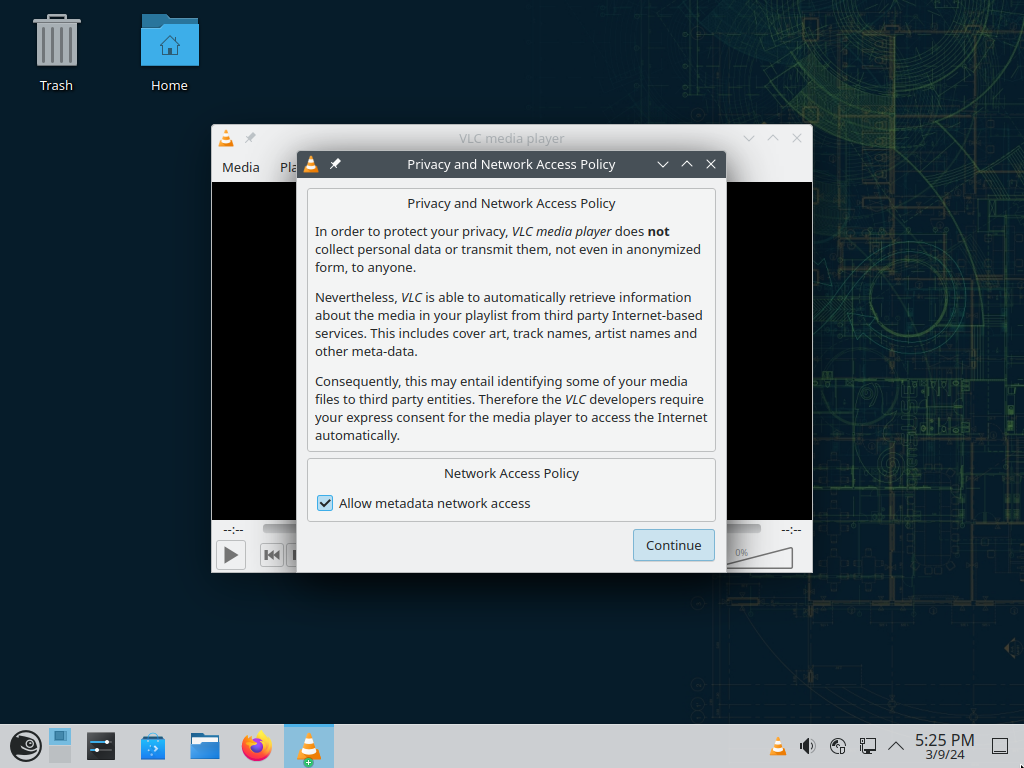 Trash
Home
VLC media player
Media
Pla
Privacy and Network Access Policy
Privacy and Network Access Policy
In order to protect your privacy, VLC media player does not
collect personal data or transmit them, not even in anonymized
form, to anyone.
Nevertheless, VLC is able to automatically retrieve information
about the media in your playlist from third party Internet-based
services. This includes cover art, track names, artist names and
other meta-data.
Consequently, this may entail identifying some of your media
files to third party entities. Therefore the VLC developers require
your express consent for the media player to access the Internet
automatically.
Network Access Policy
Allow metadata network access
--:--
--:--
Continue
0%
5:25 PM
3/9/24